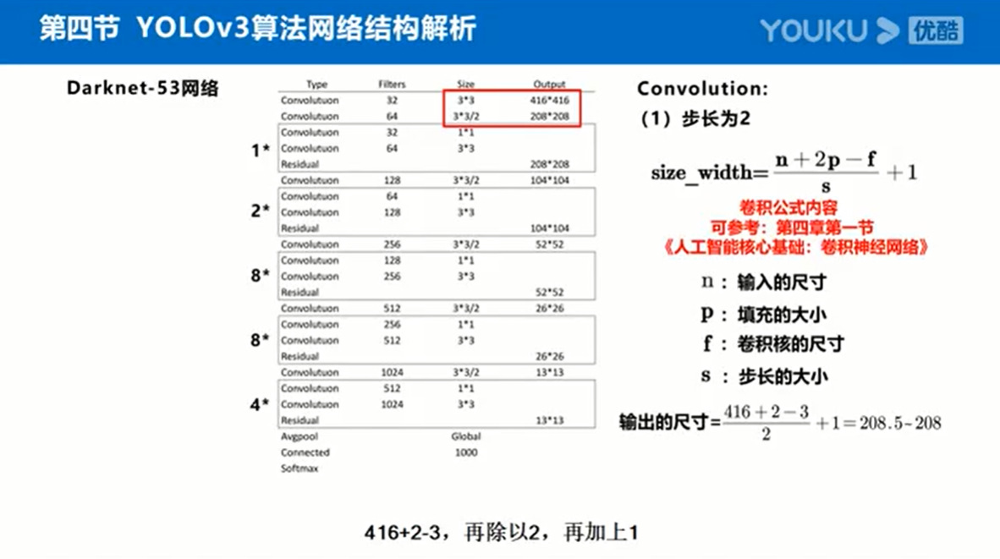 第四节 YOLOv3算法网络结构解析
YOUKU 优酷
Darknet-53网络
Type Filters Size Output
Convolutuon 32 3*3 416*416
Convolutuon 64 3*3/2 208*208
1*
Convolutuon 32 1*1
Convolutuon 64 3*3
Residual 208*208
Convolutuon 128 3*3/2 104*104
2*
Convolutuon 64 1*1
Convolutuon 128 3*3
Residual 104*104
Convolutuon 256 3*3/2 52*52
8*
Convolutuon 128 1*1
Convolutuon 256 3*3
Residual 52*52
Convolutuon 512 3*3/2 26*26
8*
Convolutuon 256 1*1
Convolutuon 512 3*3
Residual 26*26
Convolutuon 1024 3*3/2 13*13
4*
Convolutuon 512 1*1
Convolutuon 1024 3*3
Residual 13*13
Avgpool Global
Connected 1000
Softmax
Convolution:
（1）步长为2
size_width=(n+2p−f)/s+1
卷积公式内容
可参考：第四章第一节
《人工智能核心基础：卷积神经网络》
n：输入的尺寸
p：填充的大小
f：卷积核的尺寸
s：步长的大小
输出的尺寸=(416+2−3)/2+1=208.5~208
416+2-3，再除以2，再加上1